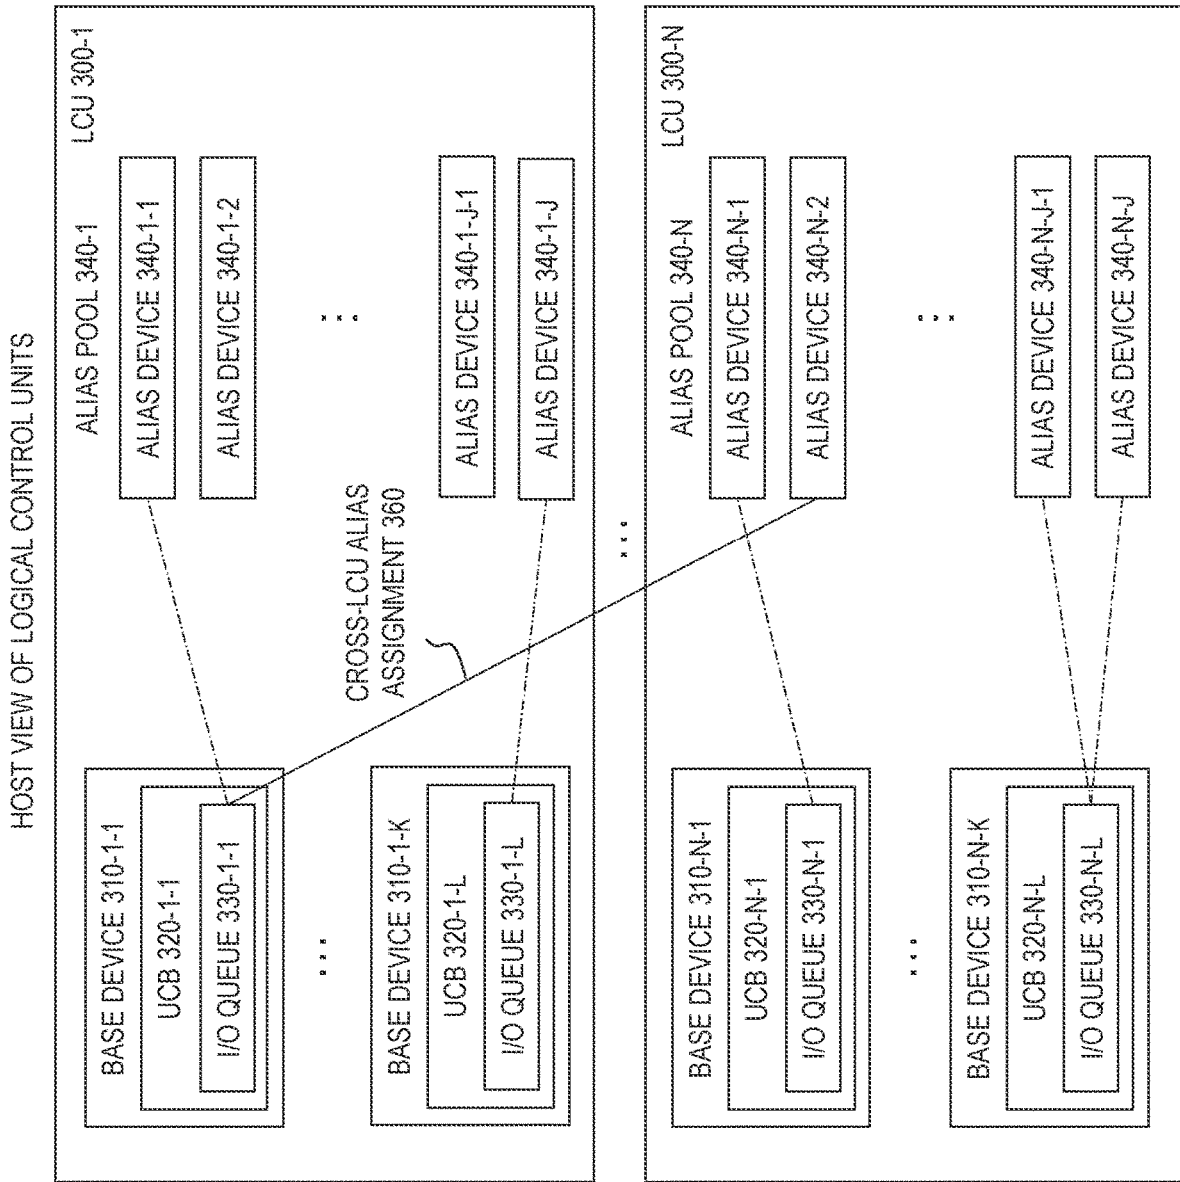 HOST VIEW OF LOGICAL CONTROL UNITS
LCU 300-1
BASE DEVICE 310-1-1
UCB 320-1-1
I/O QUEUE 330-1-1
BASE DEVICE 310-1-K
UCB 320-1-L
I/O QUEUE 330-1-L
CROSS-LCU ALIAS
ASSIGNMENT 360
ALIAS POOL 340-1
ALIAS DEVICE 340-1-1
ALIAS DEVICE 340-1-2
ALIAS DEVICE 340-1-J-1
ALIAS DEVICE 340-1-J
LCU 300-N
BASE DEVICE 310-N-1
UCB 320-N-1
I/O QUEUE 330-N-1
BASE DEVICE 310-N-K
UCB 320-N-L
I/O QUEUE 330-N-L
ALIAS POOL 340-N
ALIAS DEVICE 340-N-1
ALIAS DEVICE 340-N-2
ALIAS DEVICE 340-N-J-1
ALIAS DEVICE 340-N-J